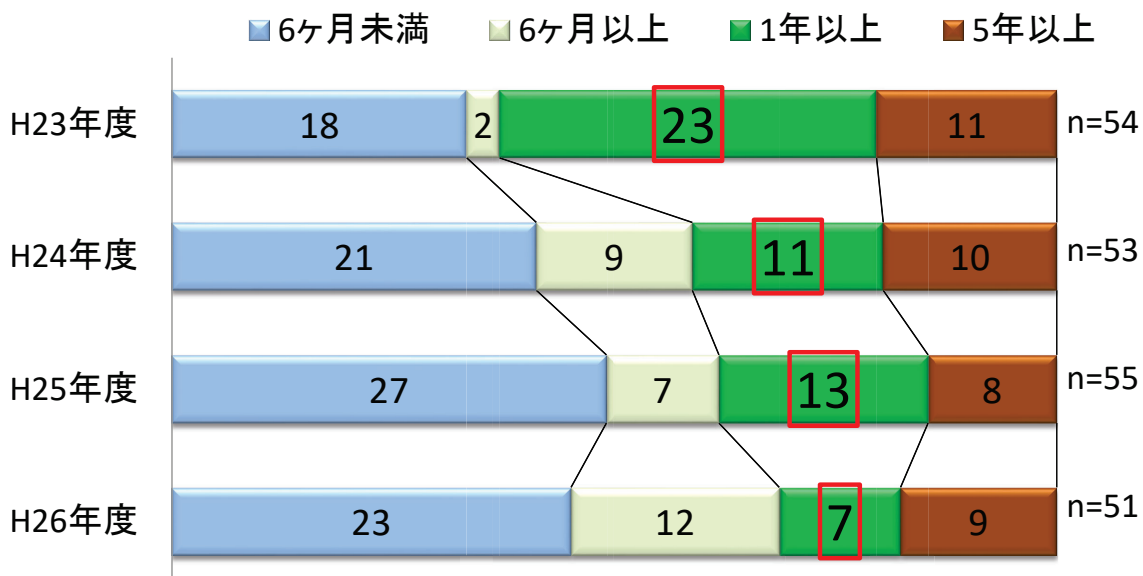 6ヶ月未満 6ヶ月以上 1年以上 5年以上
H23年度 18 2 23 11 n=54
H24年度 21 9 11 10 n=53
H25年度 27 7 13 8 n=55
H26年度 23 12 7 9 n=51